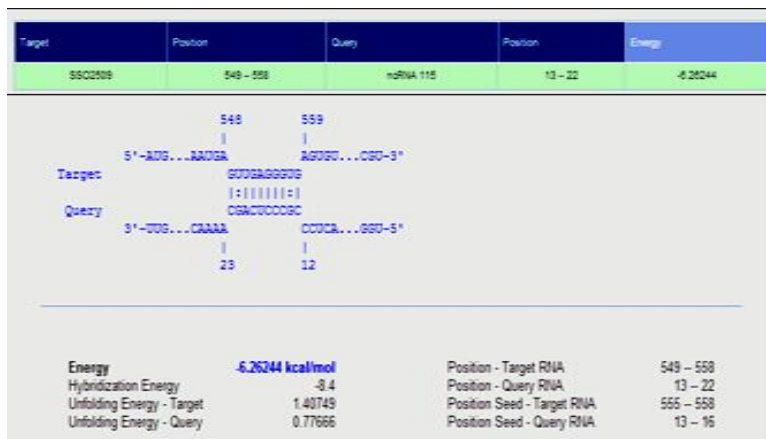 Target Position Query Position Energy
SSO2509 549 – 558 ncRNA 115 13 – 22 -6.26244
548 559
| |
5'-AUG...AAUGA AGUGU...CGU-3'
Target GUUGAGGGUG
|:||||||:|
Query CGACUCCCGC
3'-UUG...CAAAA CCUCA...GGU-5'
| |
23 12
Energy -6.26244 kcal/mol Position - Target RNA 549 – 558
Hybridization Energy -8.4 Position - Query RNA 13 – 22
Unfolding Energy - Target 1.40749 Position Seed - Target RNA 555 – 558
Unfolding Energy - Query 0.77666 Position Seed - Query RNA 13 – 16